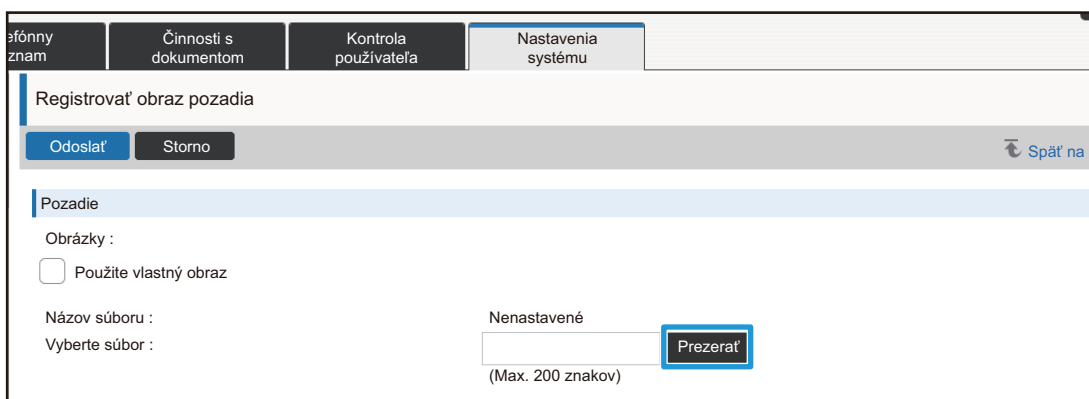 efónny
znam
Činnosti s
dokumentom
Kontrola
používateľa
Nastavenia
systému
Registrovať obraz pozadia
Odoslať
Storno
Späť na
Pozadie
Obrázky :
Použite vlastný obraz
Názov súboru :
Nenastavené
Vyberte súbor :
Prezerať
(Max. 200 znakov)